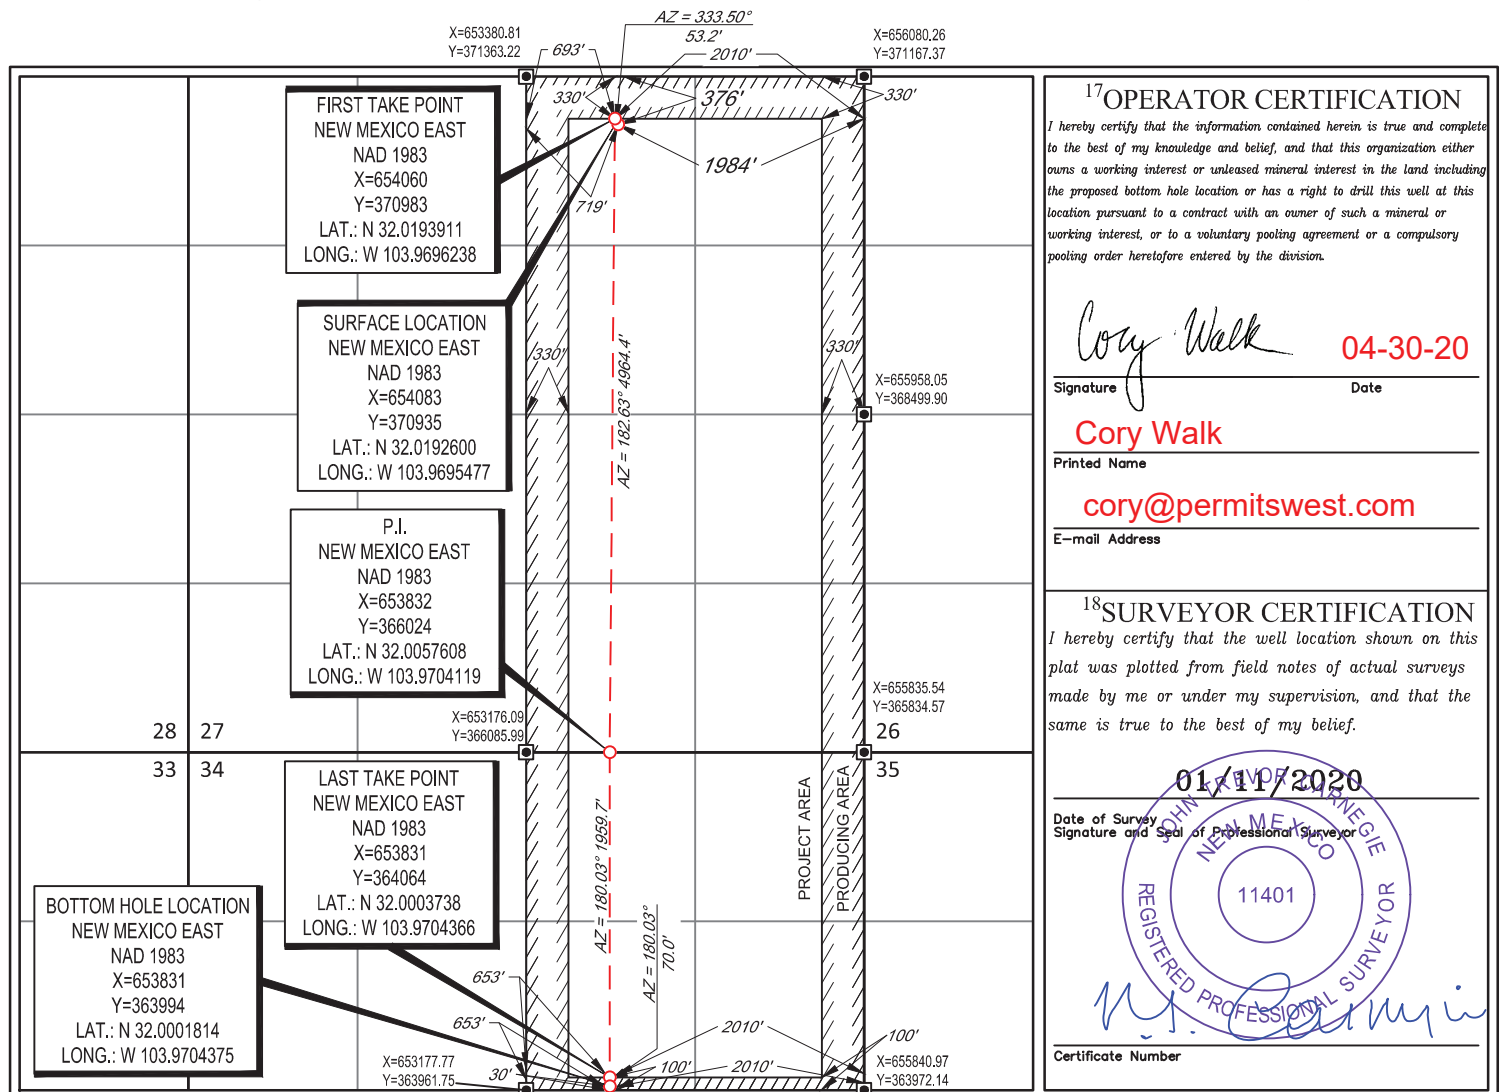 AZ = 333.50°
53.2'
X=653380.81
Y=371363.22
693'
2010'
X=656080.26
Y=371167.37
330'
376'
330'
1984'
719'
FIRST TAKE POINT
NEW MEXICO EAST
NAD 1983
X=654060
Y=370983
LAT.: N 32.0193911
LONG.: W 103.9696238
SURFACE LOCATION
NEW MEXICO EAST
NAD 1983
X=654083
Y=370935
LAT.: N 32.0192600
LONG.: W 103.9695477
330'
330'
AZ = 182.63° 4964.4'
X=655958.05
Y=368499.90
P.I.
NEW MEXICO EAST
NAD 1983
X=653832
Y=366024
LAT.: N 32.0057608
LONG.: W 103.9704119
X=653176.09
Y=366085.99
X=655835.54
Y=365834.57
28 27
26
33 34
35
LAST TAKE POINT
NEW MEXICO EAST
NAD 1983
X=653831
Y=364064
LAT.: N 32.0003738
LONG.: W 103.9704366
AZ = 180.03° 1959.7'
PROJECT AREA
PRODUCING AREA
BOTTOM HOLE LOCATION
NEW MEXICO EAST
NAD 1983
X=653831
Y=363994
LAT.: N 32.0001814
LONG.: W 103.9704375
AZ = 180.03°
70.0'
653'
653'
2010'
100'
X=653177.77
Y=363961.75
30'
100'
2010'
X=655840.97
Y=363972.14
17 OPERATOR CERTIFICATION
I hereby certify that the information contained herein is true and complete
to the best of my knowledge and belief, and that this organization either
owns a working interest or unleased mineral interest in the land including
the proposed bottom hole location or has a right to drill this well at this
location pursuant to a contract with an owner of such a mineral or
working interest, or to a voluntary pooling agreement or a compulsory
pooling order heretofore entered by the division.
Cory Walk 04-30-20
Signature Date
Cory Walk
Printed Name
cory@permitswest.com
E-mail Address
18 SURVEYOR CERTIFICATION
I hereby certify that the well location shown on this
plat was plotted from field notes of actual surveys
made by me or under my supervision, and that the
same is true to the best of my belief.
01/11/2020
Date of Survey
Signature and Seal of Professional Surveyor
JOHN TREVOR CARNEGIE
NEW MEXICO
11401
REGISTERED PROFESSIONAL SURVEYOR
Certificate Number